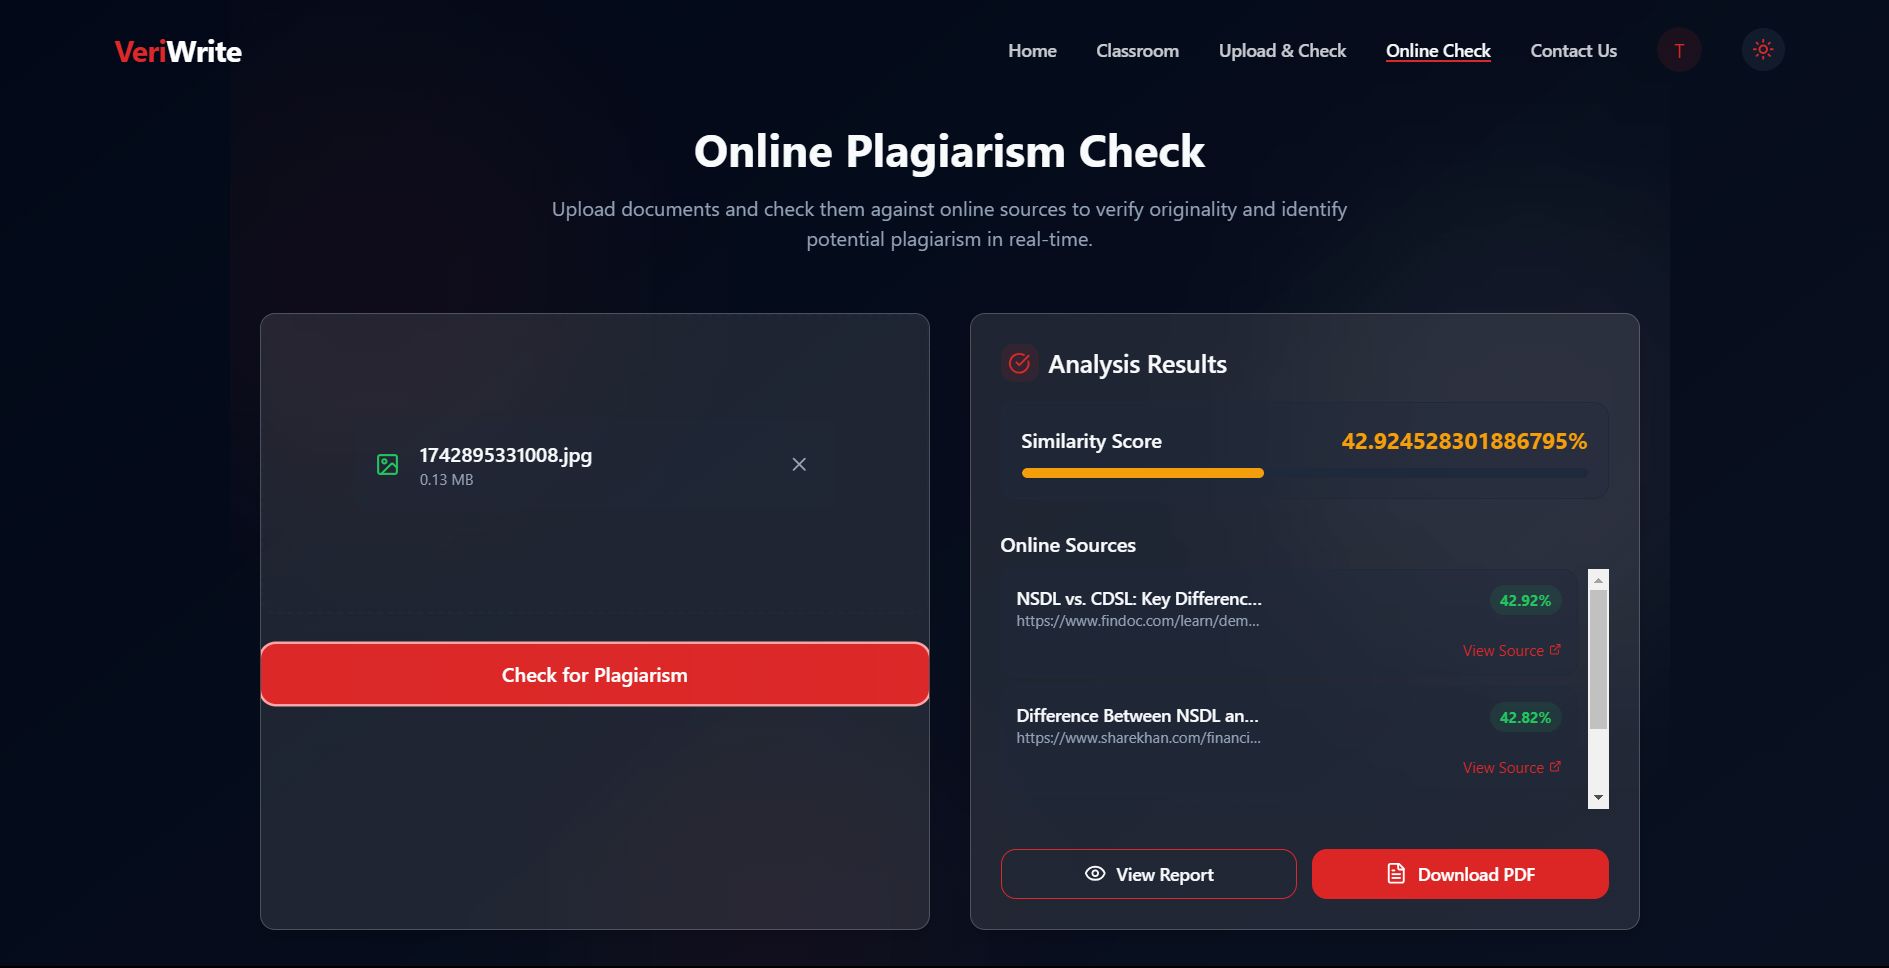 VeriWrite
Home Classroom Upload & Check Online Check Contact Us T
Online Plagiarism Check
Upload documents and check them against online sources to verify originality and identify
potential plagiarism in real-time.
1742895331008.jpg
0.13 MB
Check for Plagiarism
Analysis Results
Similarity Score 42.924528301886795%
Online Sources
NSDL vs. CDSL: Key Differenc... 42.92%
https://www.findoc.com/learn/dem...
View Source
Difference Between NSDL an... 42.82%
https://www.sharekhan.com/financi...
View Source
View Report Download PDF